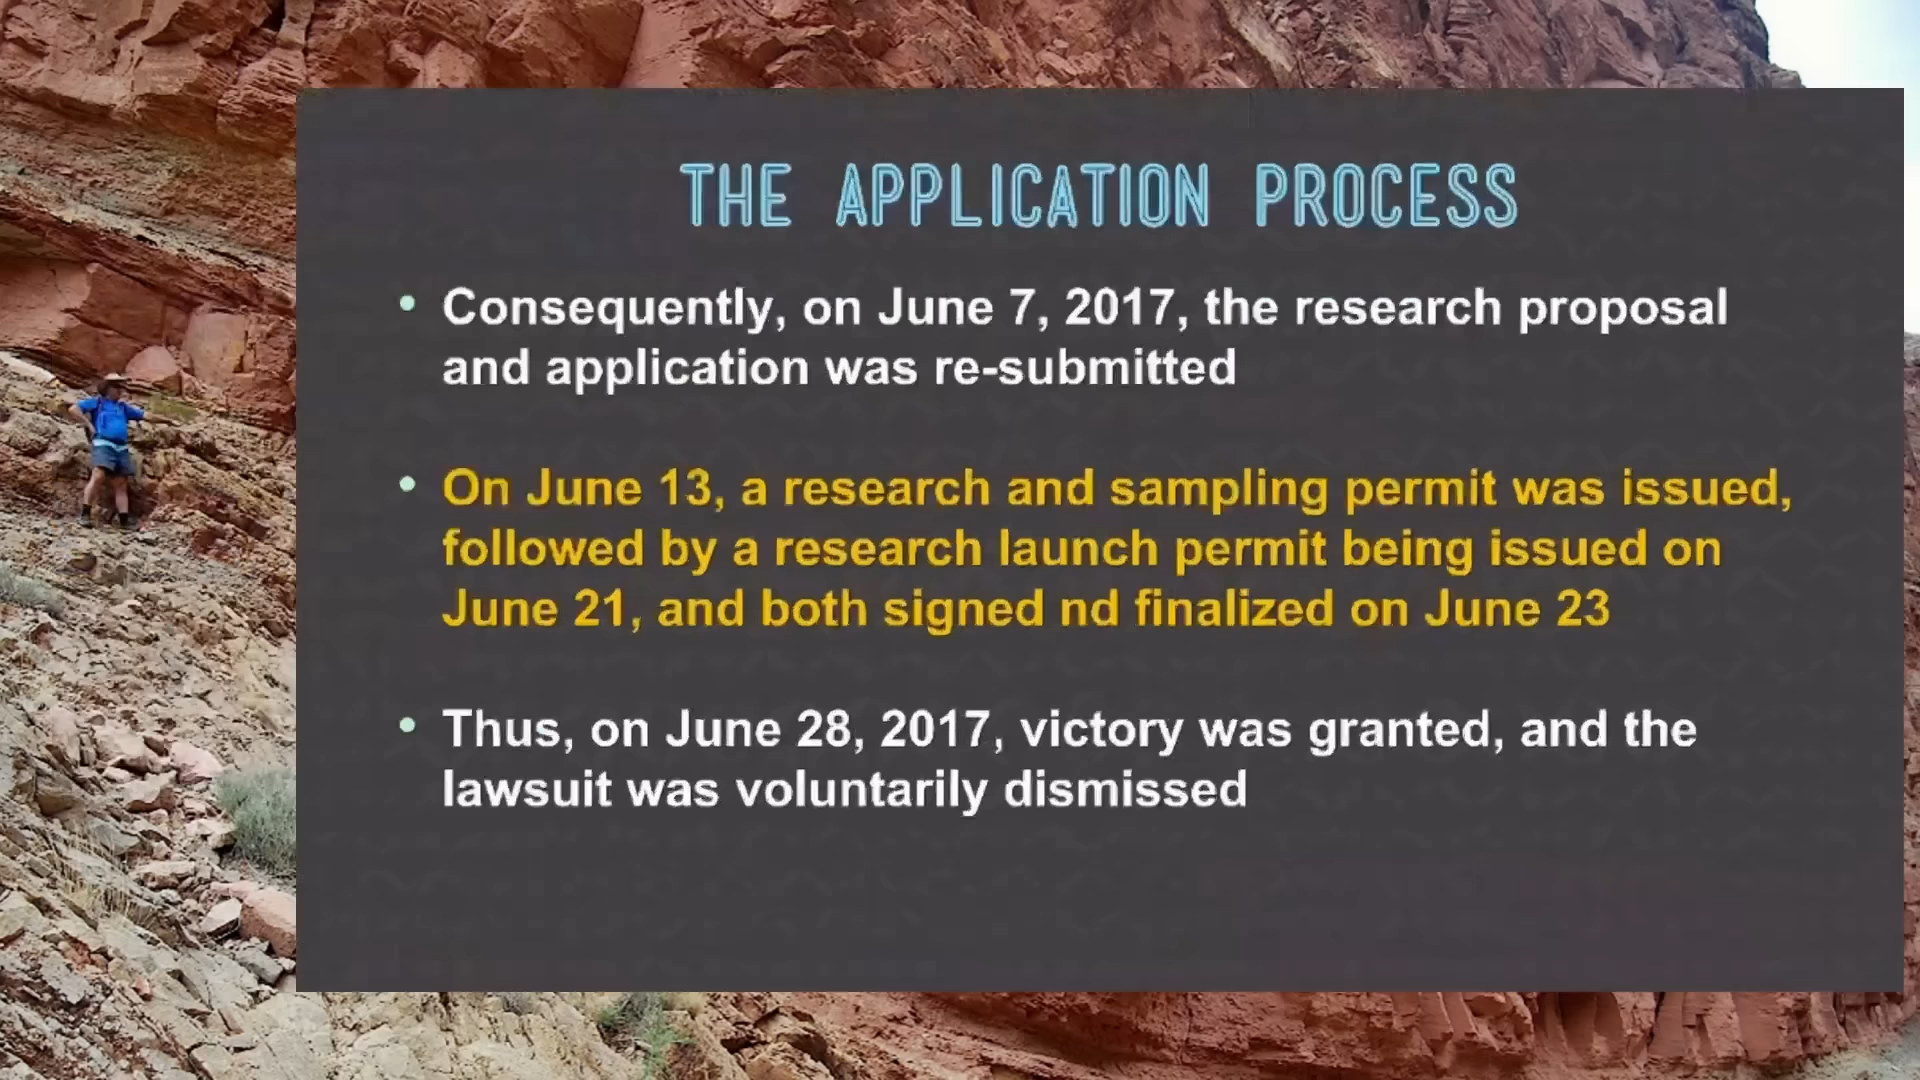 THE APPLICATION PROCESS
• Consequently, on June 7, 2017, the research proposal
and application was re-submitted
• On June 13, a research and sampling permit was issued,
followed by a research launch permit being issued on
June 21, and both signed nd finalized on June 23
• Thus, on June 28, 2017, victory was granted, and the
lawsuit was voluntarily dismissed